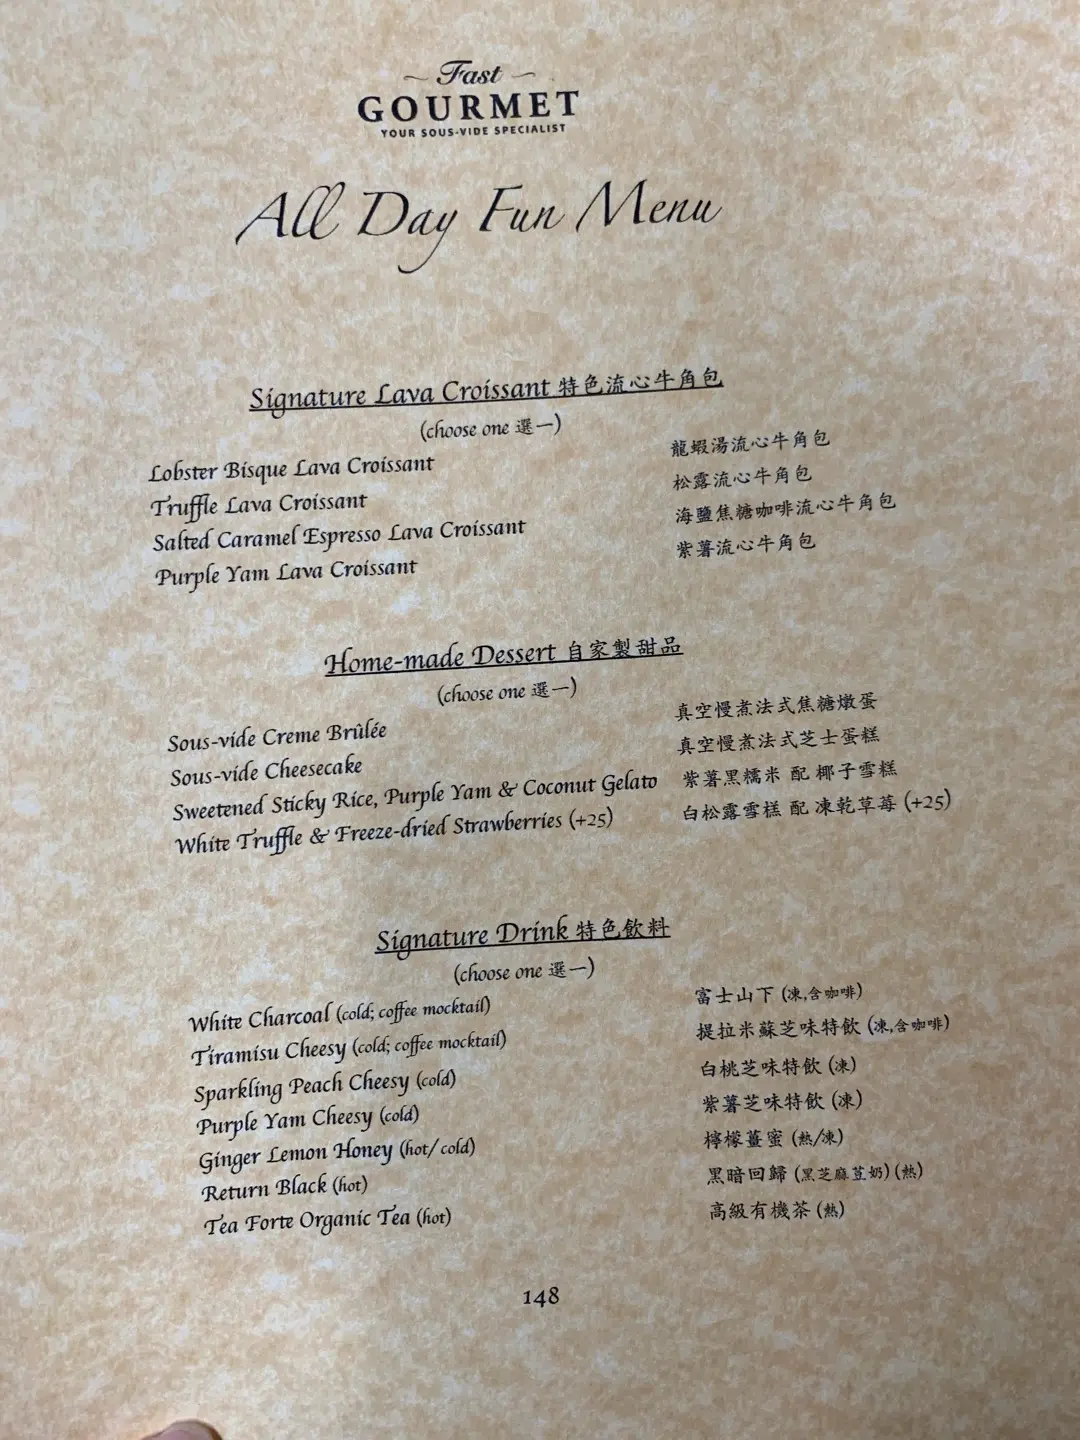 Fast
GOURMET
YOUR SOUS-VIDE SPECIALIST
All Day Fun Menu
Signature Lava Croissant 特色流心牛角包
(choose one 選一)
Lobster Bisque Lava Croissant 龍蝦湯流心牛角包
Truffle Lava Croissant 松露流心牛角包
Salted Caramel Espresso Lava Croissant 海鹽焦糖咖啡流心牛角包
Purple Yam Lava Croissant 紫薯流心牛角包
Home-made Dessert 自家製甜品
(choose one 選一)
Sous-vide Creme Brûlée 真空慢煮法式焦糖燉蛋
Sous-vide Cheesecake 真空慢煮法式芝士蛋糕
Sweetened Sticky Rice, Purple Yam & Coconut Gelato 紫薯黑糯米 配 椰子雪糕
White Truffle & Freeze-dried Strawberries (+25) 白松露雪糕 配 凍乾草莓 (+25)
Signature Drink 特色飲料
(choose one 選一)
White Charcoal (cold; coffee mocktail) 富士山下 (凍,含咖啡)
Tiramisu Cheesy (cold; coffee mocktail) 提拉米蘇芝味特飲 (凍,含咖啡)
Sparkling Peach Cheesy (cold) 白桃芝味特飲 (凍)
Purple Yam Cheesy (cold) 紫薯芝味特飲 (凍)
Ginger Lemon Honey (hot/cold) 檸檬薑蜜 (熱/凍)
Return Black (hot) 黑暗回歸 (黑芝麻荳奶) (熱)
Tea Forte Organic Tea (hot) 高級有機茶 (熱)
148